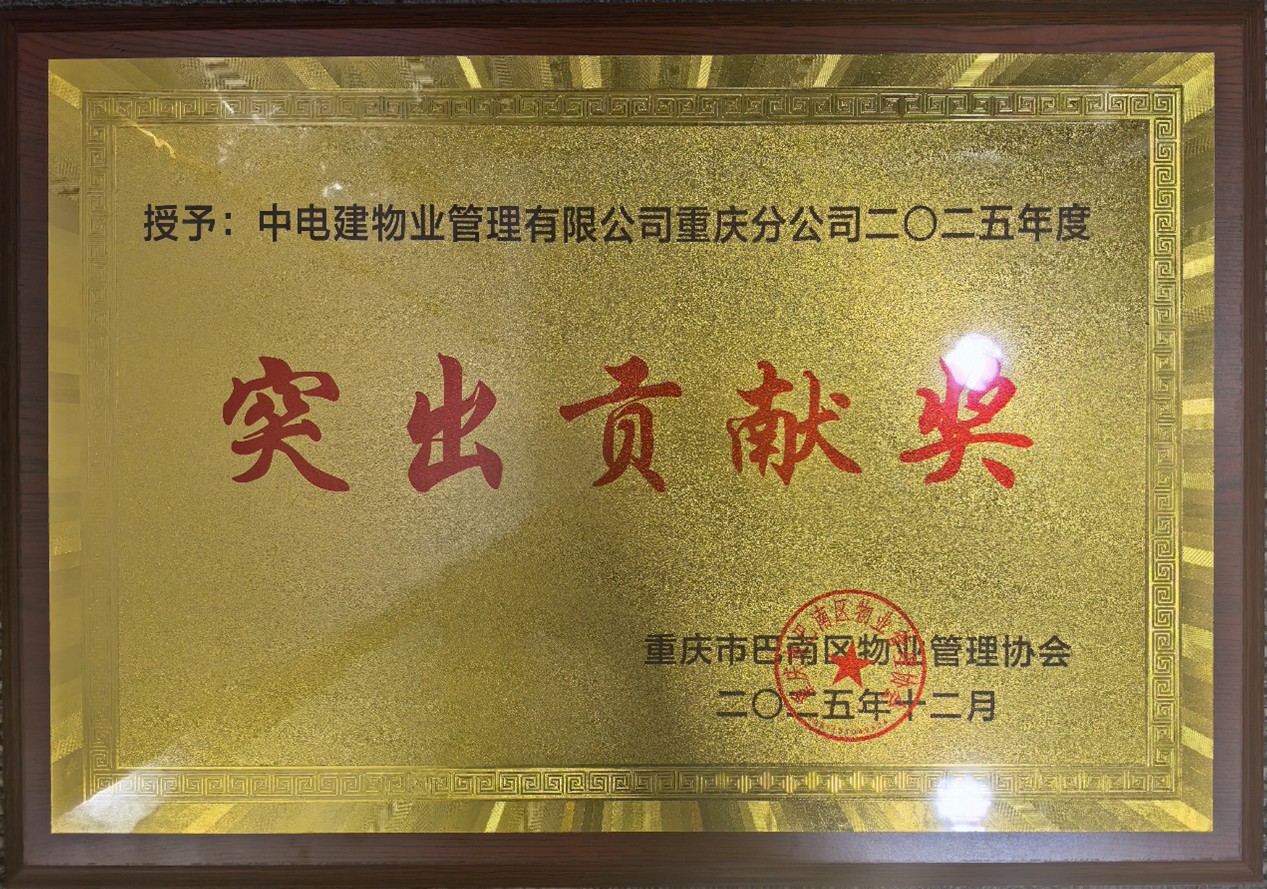 授予：中电建物业管理有限公司重庆分公司二〇二五年度
突出贡献奖
重庆市巴南区物业管理协会
二〇二五年十二月